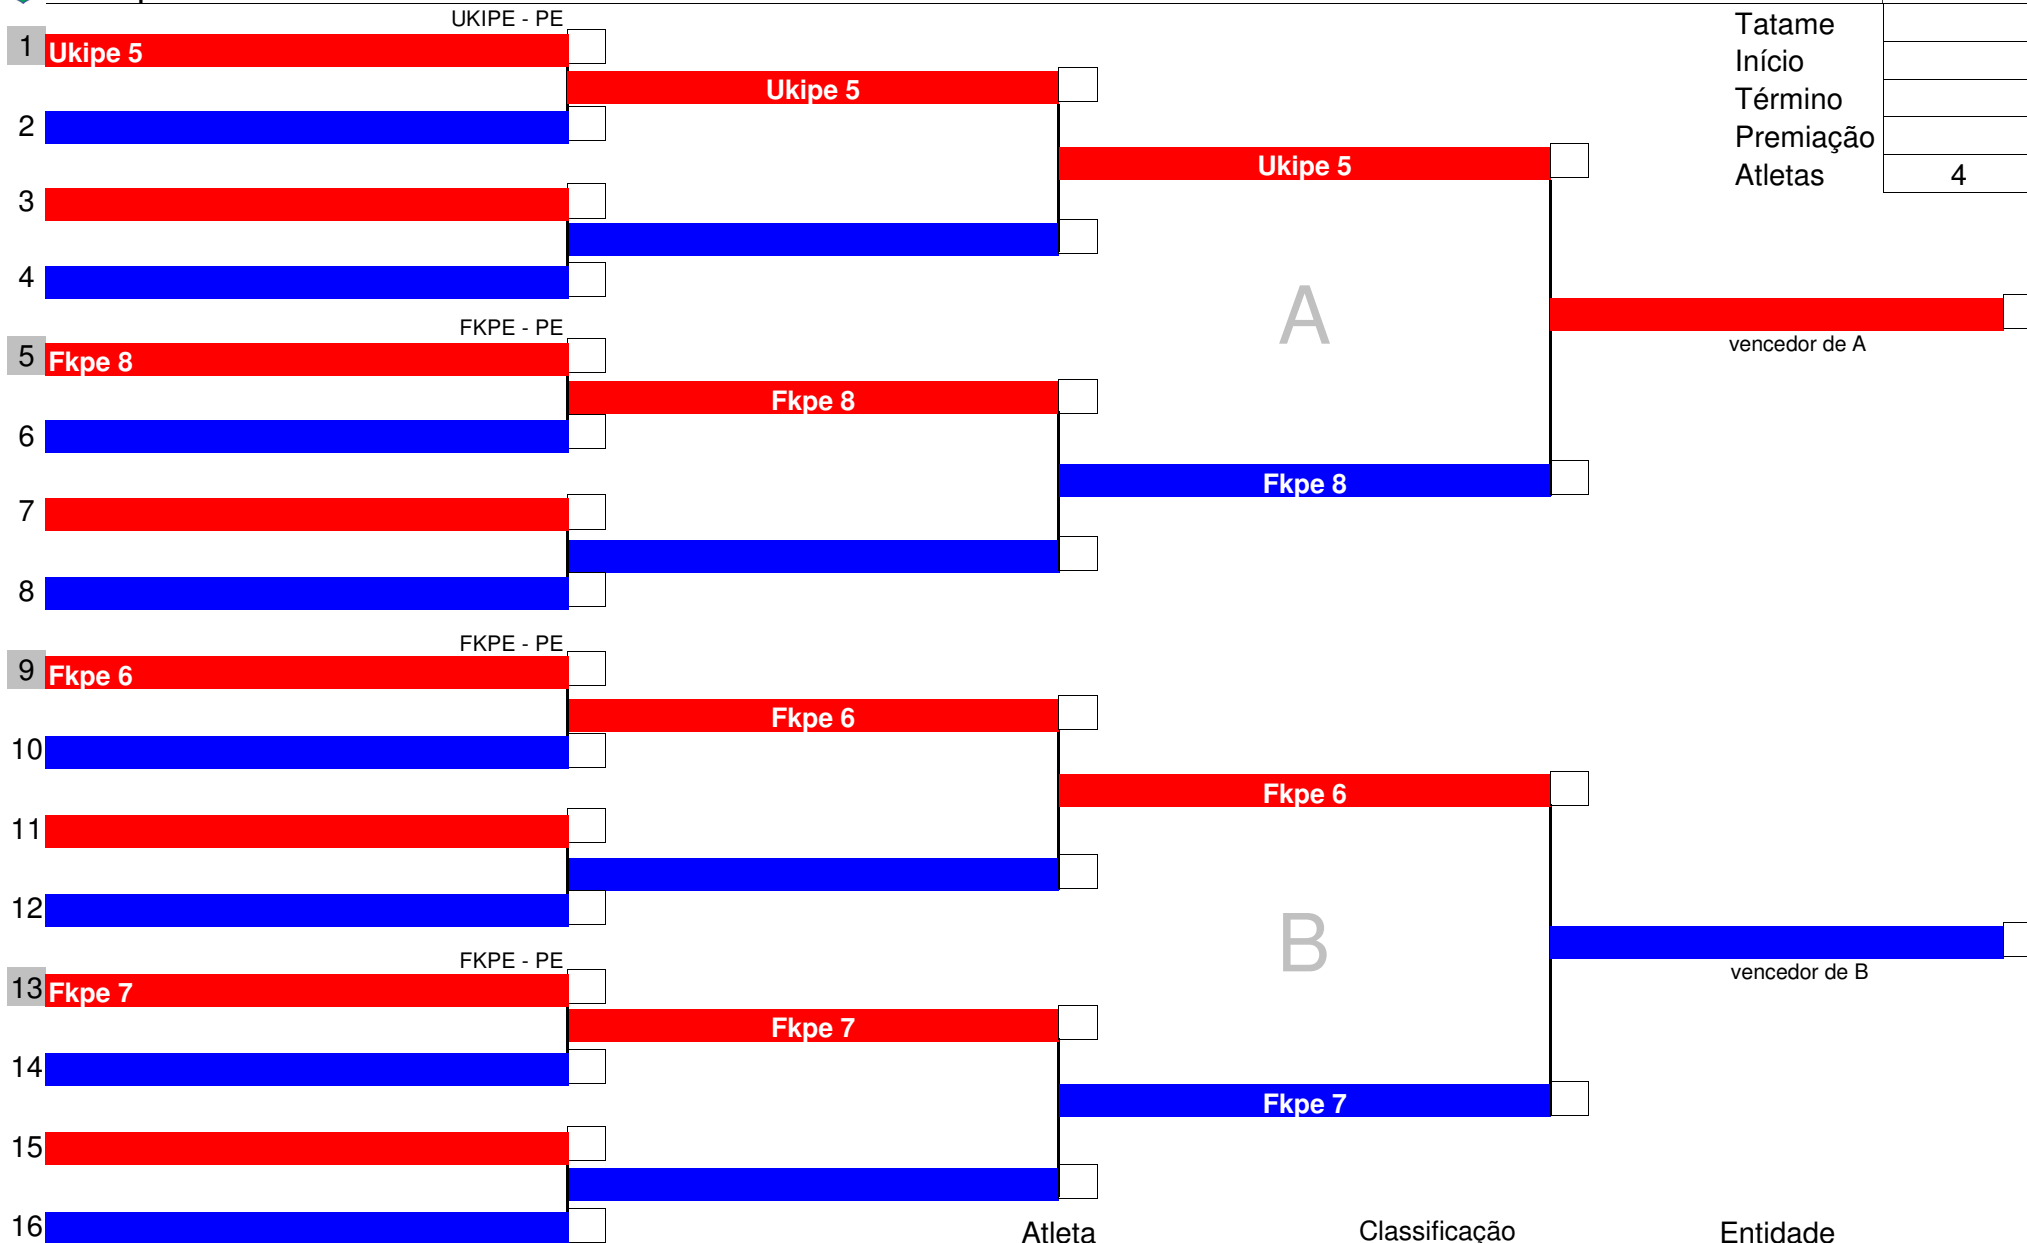 UKIPE - PE
Tatame
1 Ukipe 5
Início
Ukipe 5
Término
2
Premiação
Ukipe 5
Atletas 4
3
4
A
FKPE - PE
vencedor de A
5 Fkpe 8
Fkpe 8
6
Fkpe 8
7
8
FKPE - PE
9 Fkpe 6
Fkpe 6
10
Fkpe 6
11
12
B
FKPE - PE
vencedor de B
13 Fkpe 7
Fkpe 7
14
Fkpe 7
15
16
Atleta Classificação Entidade